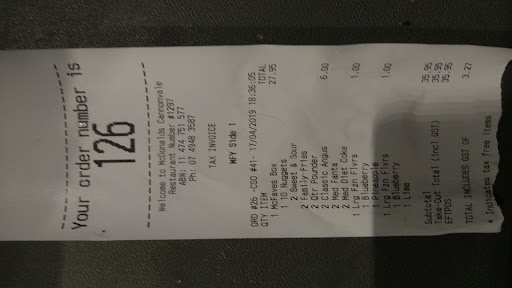 Your order number is
126
Welcome to McDonalds Cannonvale
Restaurant Number #1297
ABN: 11 474 751 577
Ph: 07 4948 3587
TAX INVOICE
MFY Side 1
ORD #26 -CSO #41- 17/04/2019 18:36:05
QTY ITEM TOTAL
1 McFaves Box 27.95
1 10 Nuggets
2 Sweet & Sour
2 Family Fries
2 Qtr Pounder
2 Classic Angus 6.00
2 Med Fanta
2 Med Diet Coke
1 Lrg Fzn Flvrs 1.00
1 Blueberry
1 Pineapple
1 Lrg Fzn Flvrs 1.00
1 Blueberry
1 Lime
Subtotal 35.95
Take-Out Total (incl GST) 35.95
EFTPOS 35.95
TOTAL INCLUDES GST OF 3.27
* Indicates tax free items